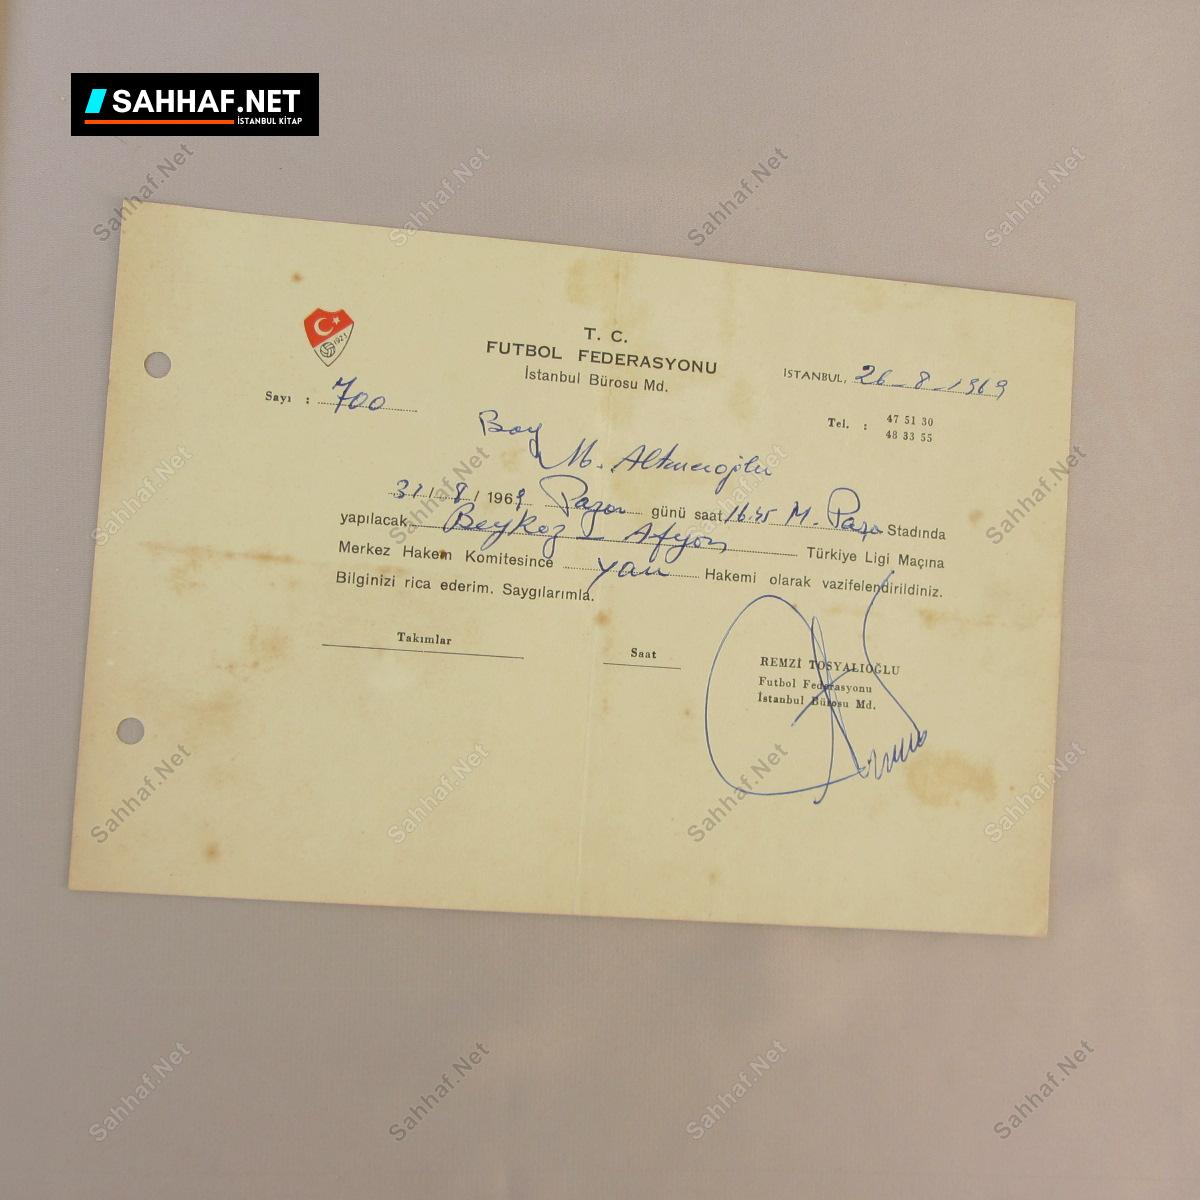 SAHHAF.NET
İSTANBUL KİTAP
1923
T. C.
FUTBOL FEDERASYONU
İstanbul Bürosu Md.
İSTANBUL, 26-8-1969
Sayı : 700
Tel. : 47 51 30
48 33 55
Bay
M.
31/8/1969 Pazar günü saat 16.45 M. Paşa Stadında
yapılacak Beykoz - Afyon Türkiye Ligi Maçına
Merkez Hakem Komitesince yan Hakemi olarak vazifelendirildiniz.
Bilginizi rica ederim. Saygılarımla.
Takımlar
Saat
REMZİ TOSYALIOĞLU
Futbol Federasyonu
İstanbul Bürosu Md.
Sahhaf.Net